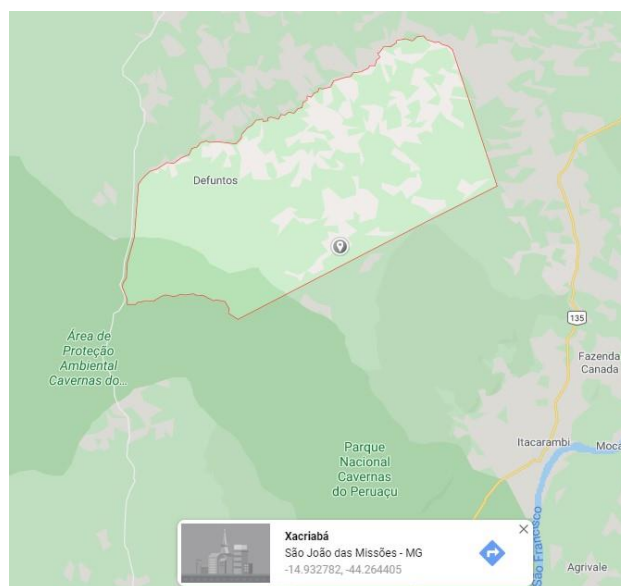 Defuntos
135
Área de
Proteção
Ambiental
Cavernas do...
Fazenda
Canada
Itacarambi
Parque
Nacional
Cavernas
do Peruaçu
São Francisco
Xacriabá
São João das Missões - MG
-14.932782, -44.264405
Agrivale